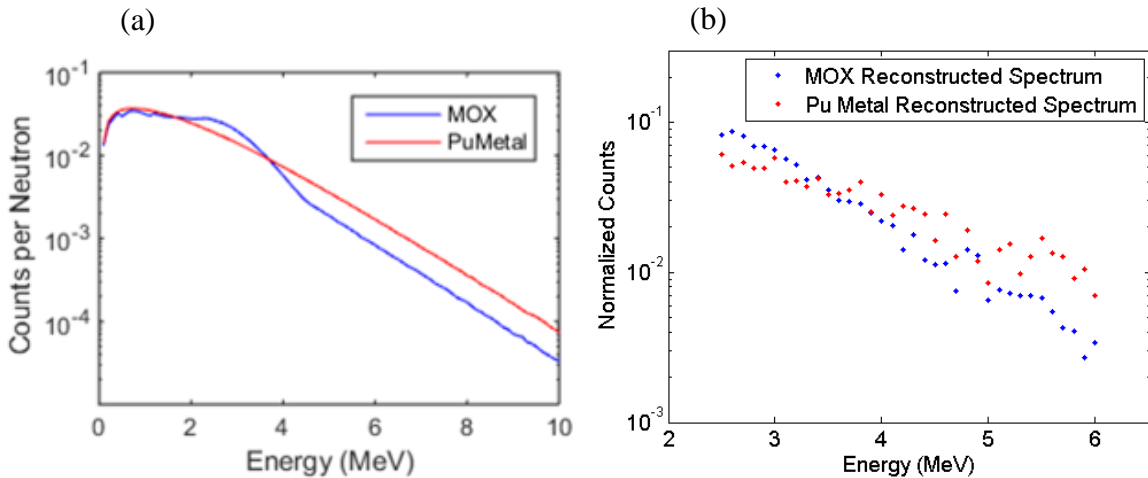 (a)
(b)
10^-1
10^-2
10^-3
10^-4
Counts per Neutron
MOX
PuMetal
0 2 4 6 8 10
Energy (MeV)
MOX Reconstructed Spectrum
Pu Metal Reconstructed Spectrum
10^-1
10^-2
10^-3
Normalized Counts
2 3 4 5 6
Energy (MeV)